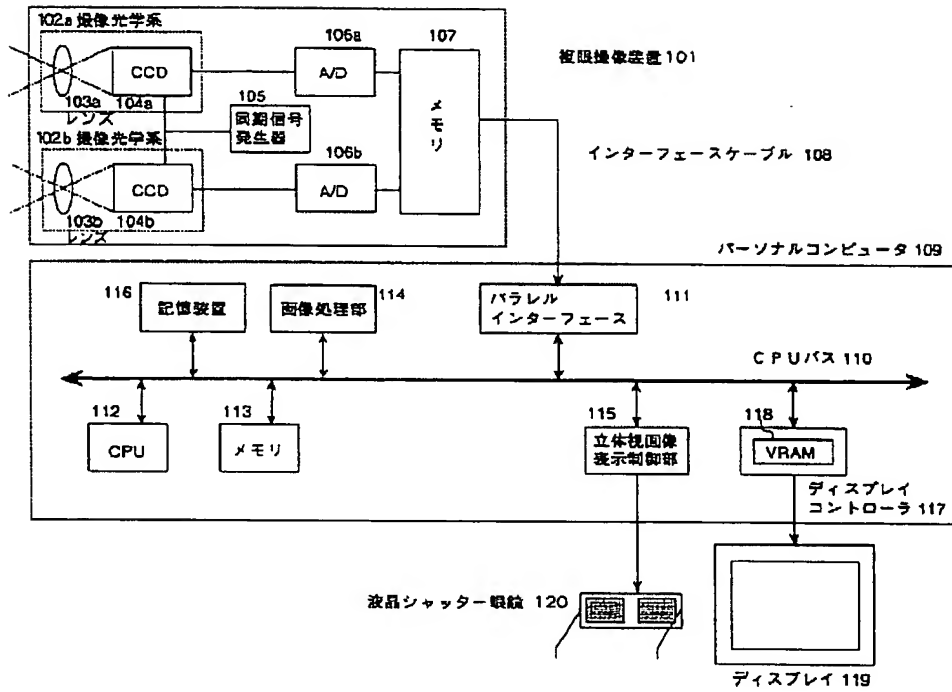 102a 撮像光学系
106a
107
複眼撮像装置 101
CCD
A/D
103a
104a
レンズ
105
同期信号
発生器
メモリ
102b 撮像光学系
106b
インターフェースケーブル 108
CCD
A/D
103b
104b
レンズ
パーソナルコンピュータ 109
116
記憶装置
画像処理部
114
パラレル
インターフェース
111
CPUバス 110
112
CPU
113
メモリ
115
立体視画像
表示制御部
118
VRAM
ディスプレイ
コントローラ 117
液晶シャッター眼鏡 120
ディスプレイ 119